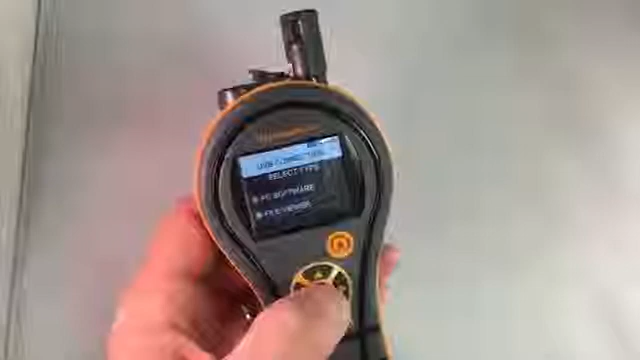 USB CONNECTION
SELECT TYPE
PC SOFTWARE
FILE VIEWER